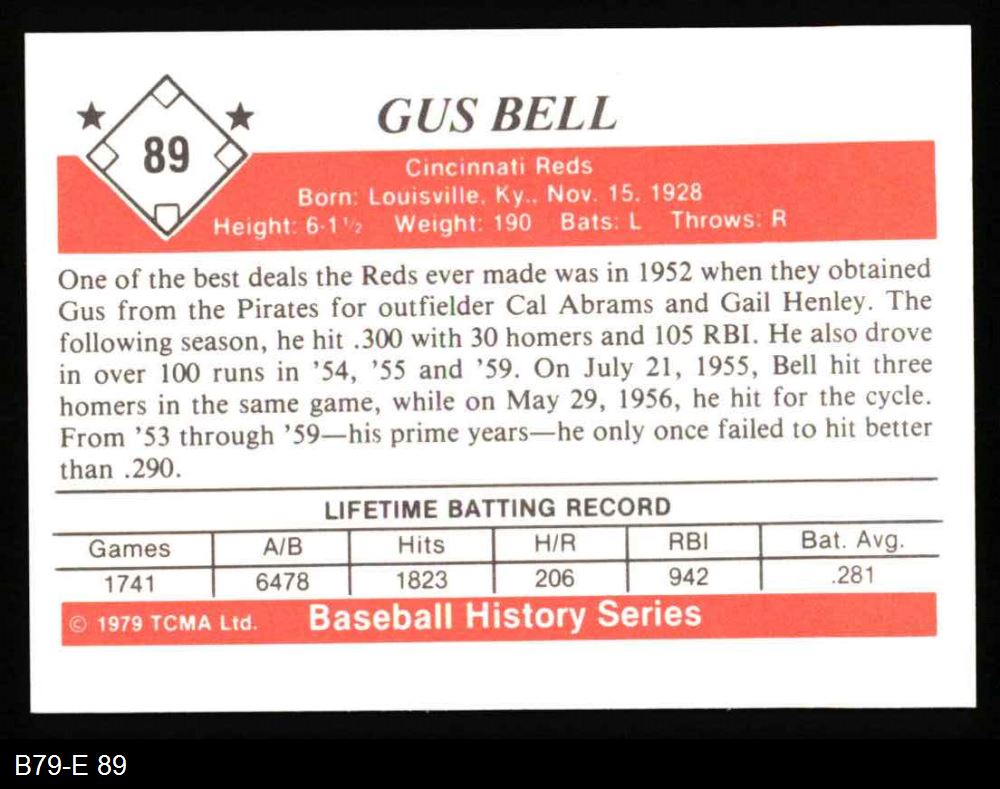 89
GUS BELL
Cincinnati Reds
Born: Louisville, Ky., Nov. 15, 1928
Height: 6-1 1/2 Weight: 190 Bats: L Throws: R
One of the best deals the Reds ever made was in 1952 when they obtained
Gus from the Pirates for outfielder Cal Abrams and Gail Henley. The
following season, he hit .300 with 30 homers and 105 RBI. He also drove
in over 100 runs in ’54, ’55 and ’59. On July 21, 1955, Bell hit three
homers in the same game, while on May 29, 1956, he hit for the cycle.
From ’53 through ’59—his prime years—he only once failed to hit better
than .290.
LIFETIME BATTING RECORD
Games A/B Hits H/R RBI Bat. Avg.
1741 6478 1823 206 942 .281
© 1979 TCMA Ltd. Baseball History Series
B79-E 89